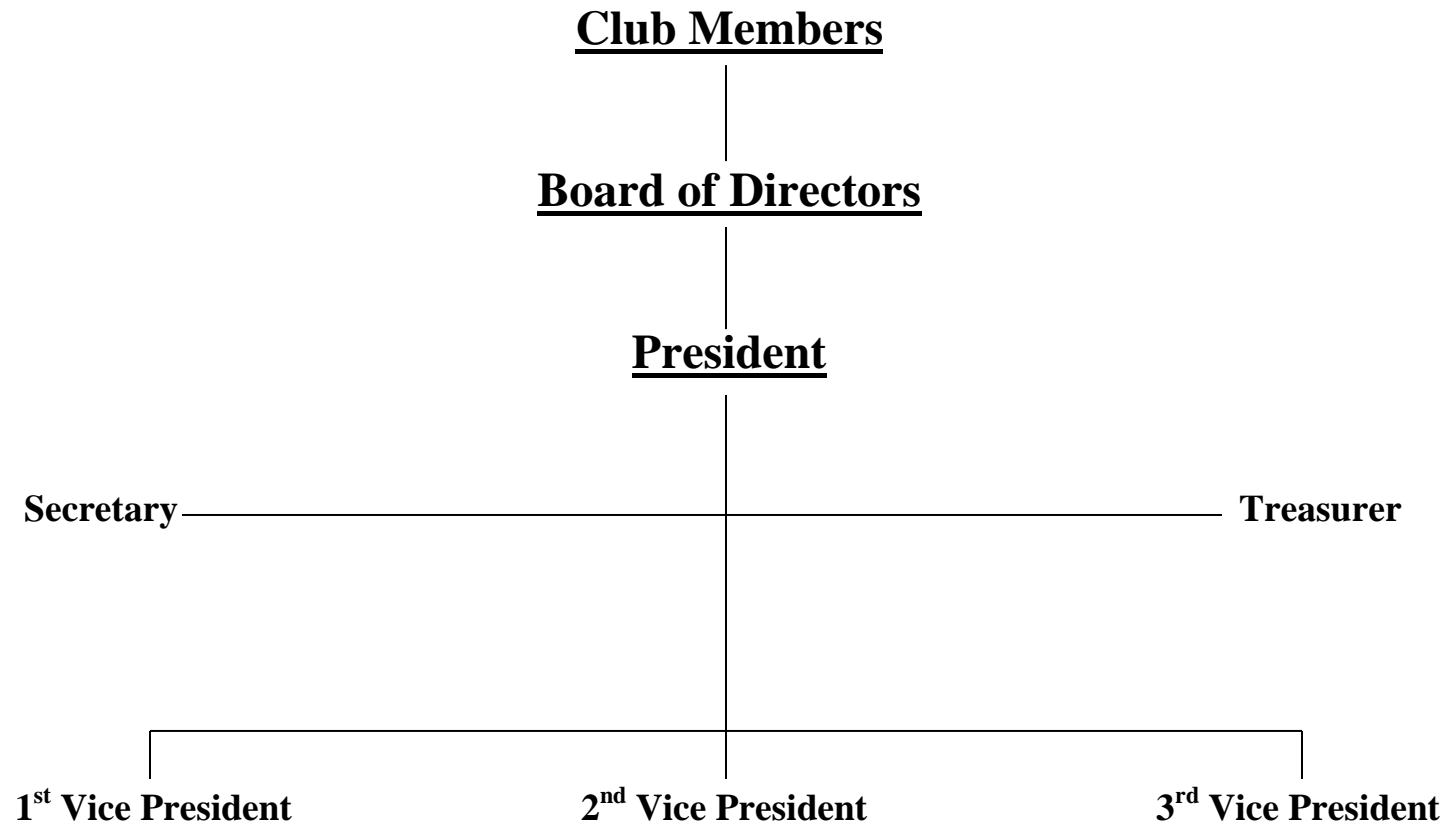 Club Members
Board of Directors
President
Secretary Treasurer
1st Vice President 2nd Vice President 3rd Vice President